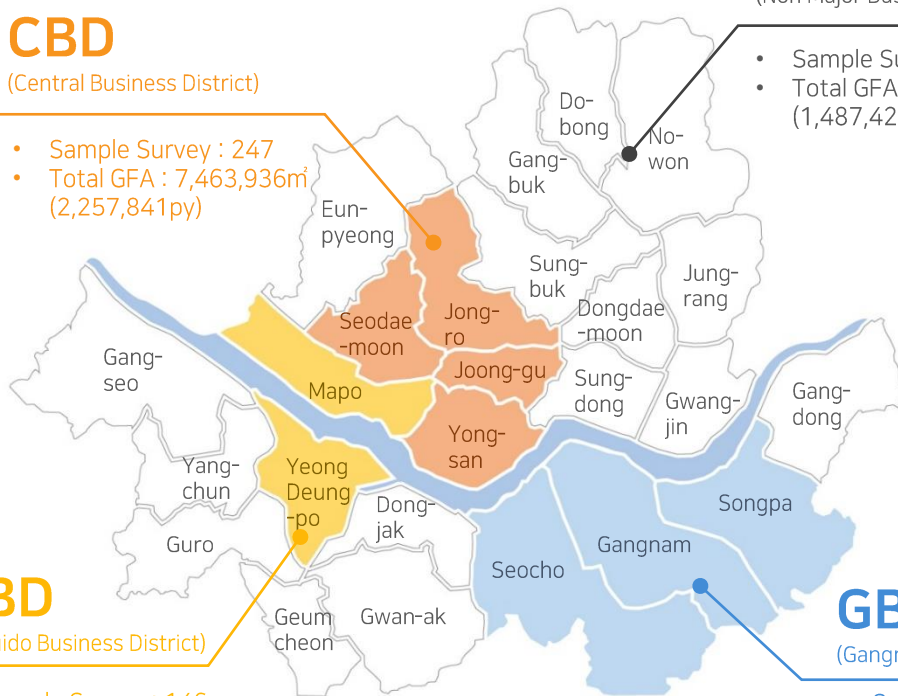 CBD
(Central Business District)
• Sample Survey : 247
• Total GFA : 7,463,936㎡
(2,257,841py)
• Sample Su
• Total GFA
(1,487,42
Do-
bong
No-
won
Gang-
buk
Eun-
pyeong
Sung-
buk
Jung-
rang
Dongdae
-moon
Jong-
ro
Seodae
-moon
Gang-
seo
Joong-gu
Sung-
dong
Gwang-
jin
Gang-
dong
Mapo
Yong-
san
Yang-
chun
Yeong
Deung
-po
Dong-
jak
Songpa
Guro
Gangnam
Seocho
Geum
cheon
Gwan-ak
BD
uido Business District)
GB
(Gangn